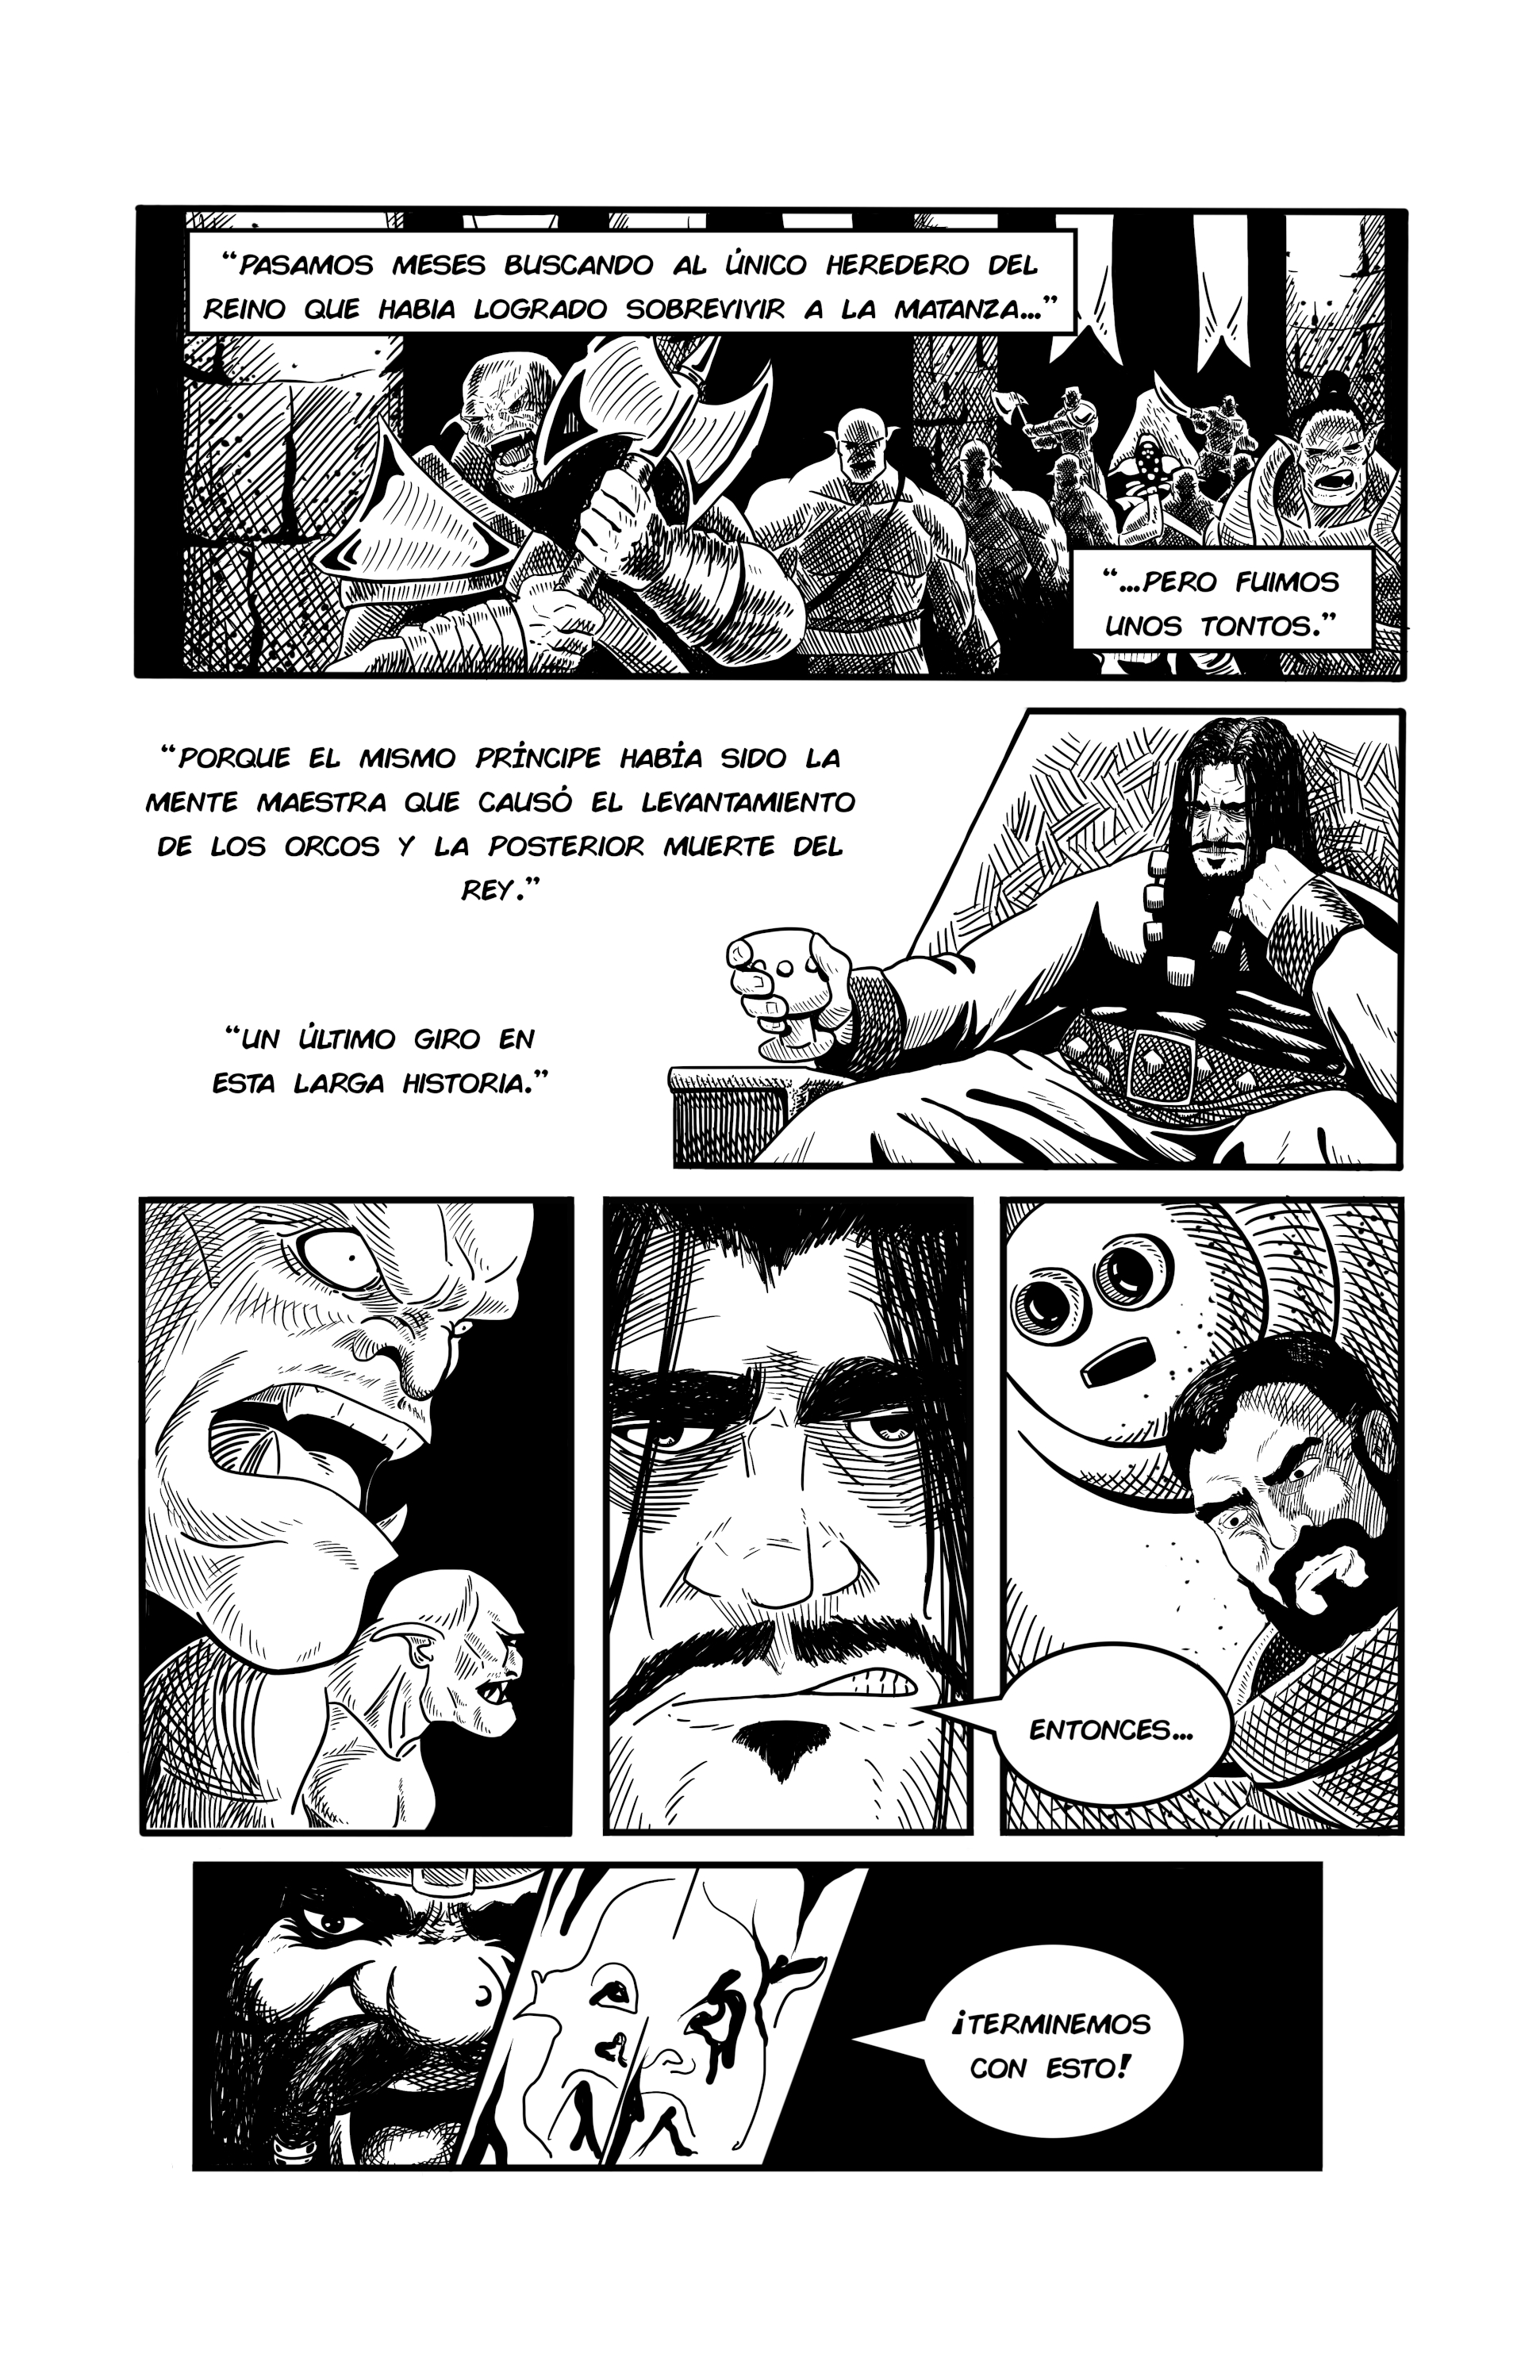 “PASAMOS MESES BUSCANDO AL ÚNICO HEREDERO DEL
REINO QUE HABIA LOGRADO SOBREVIVIR A LA MATANZA...”
“...PERO FUIMOS
UNOS TONTOS.”
“PORQUE EL MISMO PRÍNCIPE HABÍA SIDO LA
MENTE MAESTRA QUE CAUSÓ EL LEVANTAMIENTO
DE LOS ORCOS Y LA POSTERIOR MUERTE DEL
REY.”
“UN ÚLTIMO GIRO EN
ESTA LARGA HISTORIA.”
ENTONCES...
¡TERMINEMOS
CON ESTO!